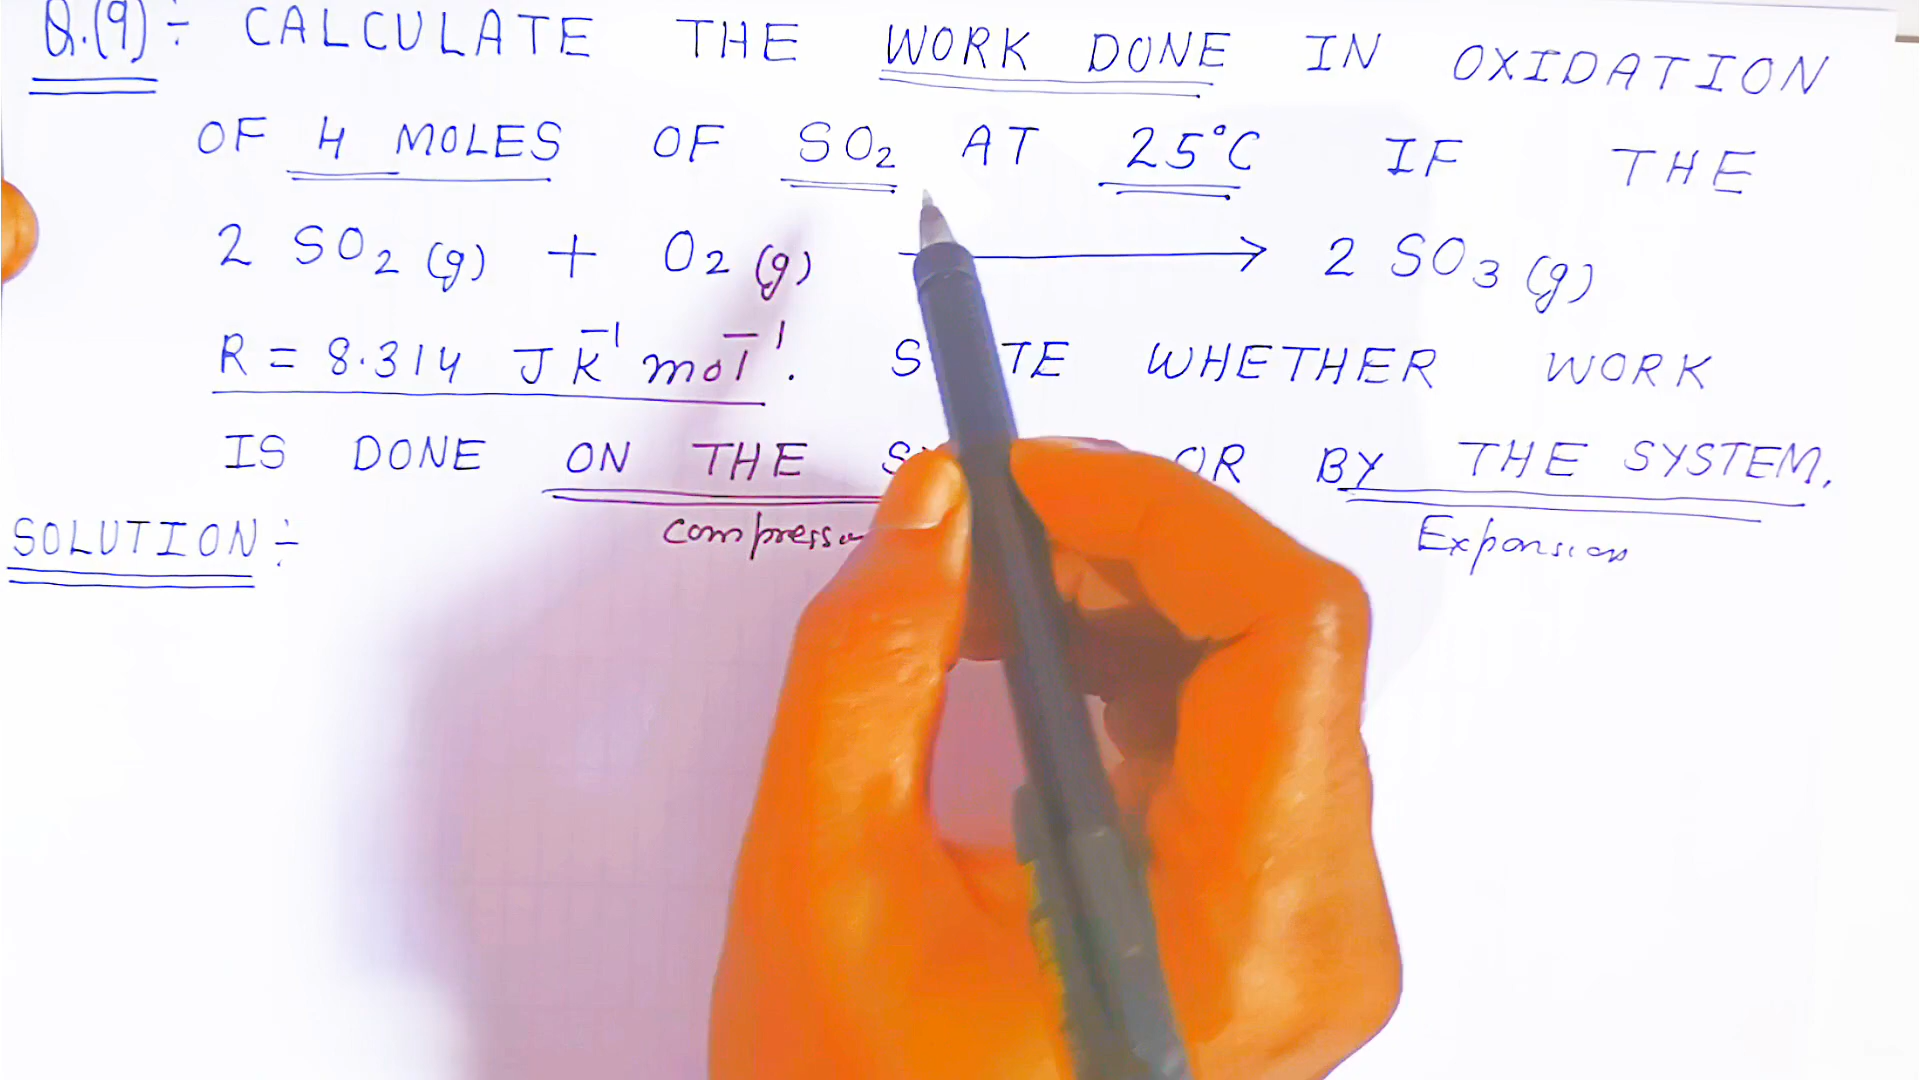 Q.(9) ÷ CALCULATE THE WORK DONE IN OXIDATION
OF 4 MOLES OF SO₂ AT 25°C IF THE
2 SO₂ (g) + O₂ (g) ⟶ 2 SO₃ (g)
R = 8.314 J K⁻¹ mol⁻¹. TE WHETHER WORK
IS DONE ON THE OR BY THE SYSTEM.
Expansion
SOLUTION ÷